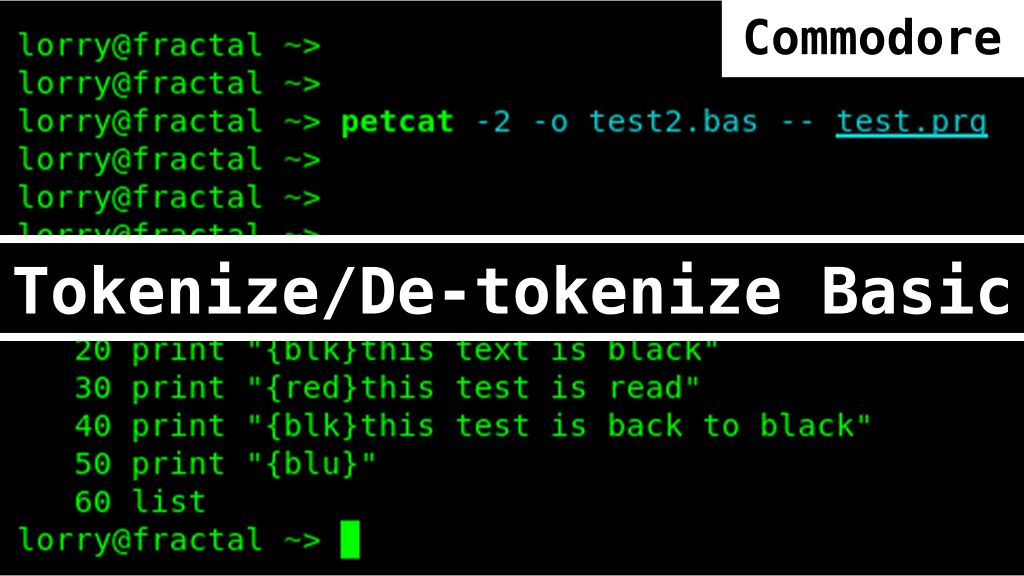 lorry@fractal ~>
Commodore
lorry@fractal ~>
lorry@fractal ~> petcat -2 -o test2.bas -- test.prg
lorry@fractal ~>
lorry@fractal ~>
lorry@fractal ~>
Tokenize/De-tokenize Basic
20 print "{blk}this text is black"
30 print "{red}this test is read"
40 print "{blk}this test is back to black"
50 print "{blu}"
60 list
lorry@fractal ~>